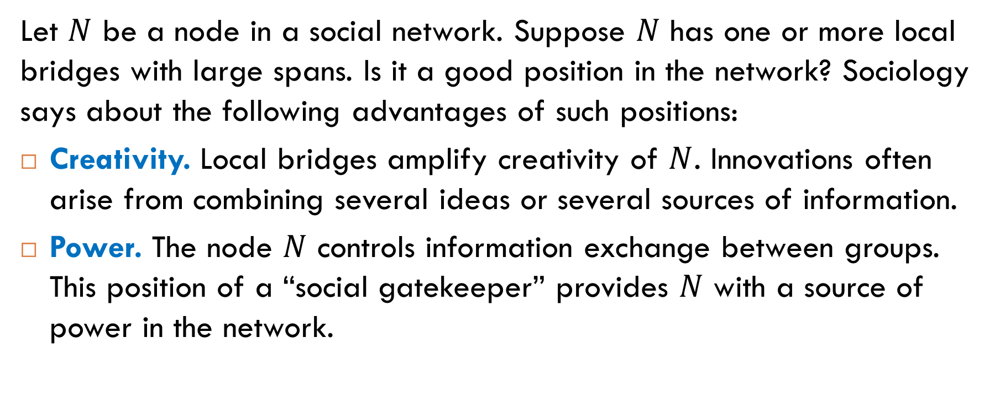 Let N be a node in a social network. Suppose N has one or more local
bridges with large spans. Is it a good position in the network? Sociology
says about the following advantages of such positions:
Creativity. Local bridges amplify creativity of N. Innovations often
arise from combining several ideas or several sources of information.
Power. The node N controls information exchange between groups.
This position of a “social gatekeeper” provides N with a source of
power in the network.